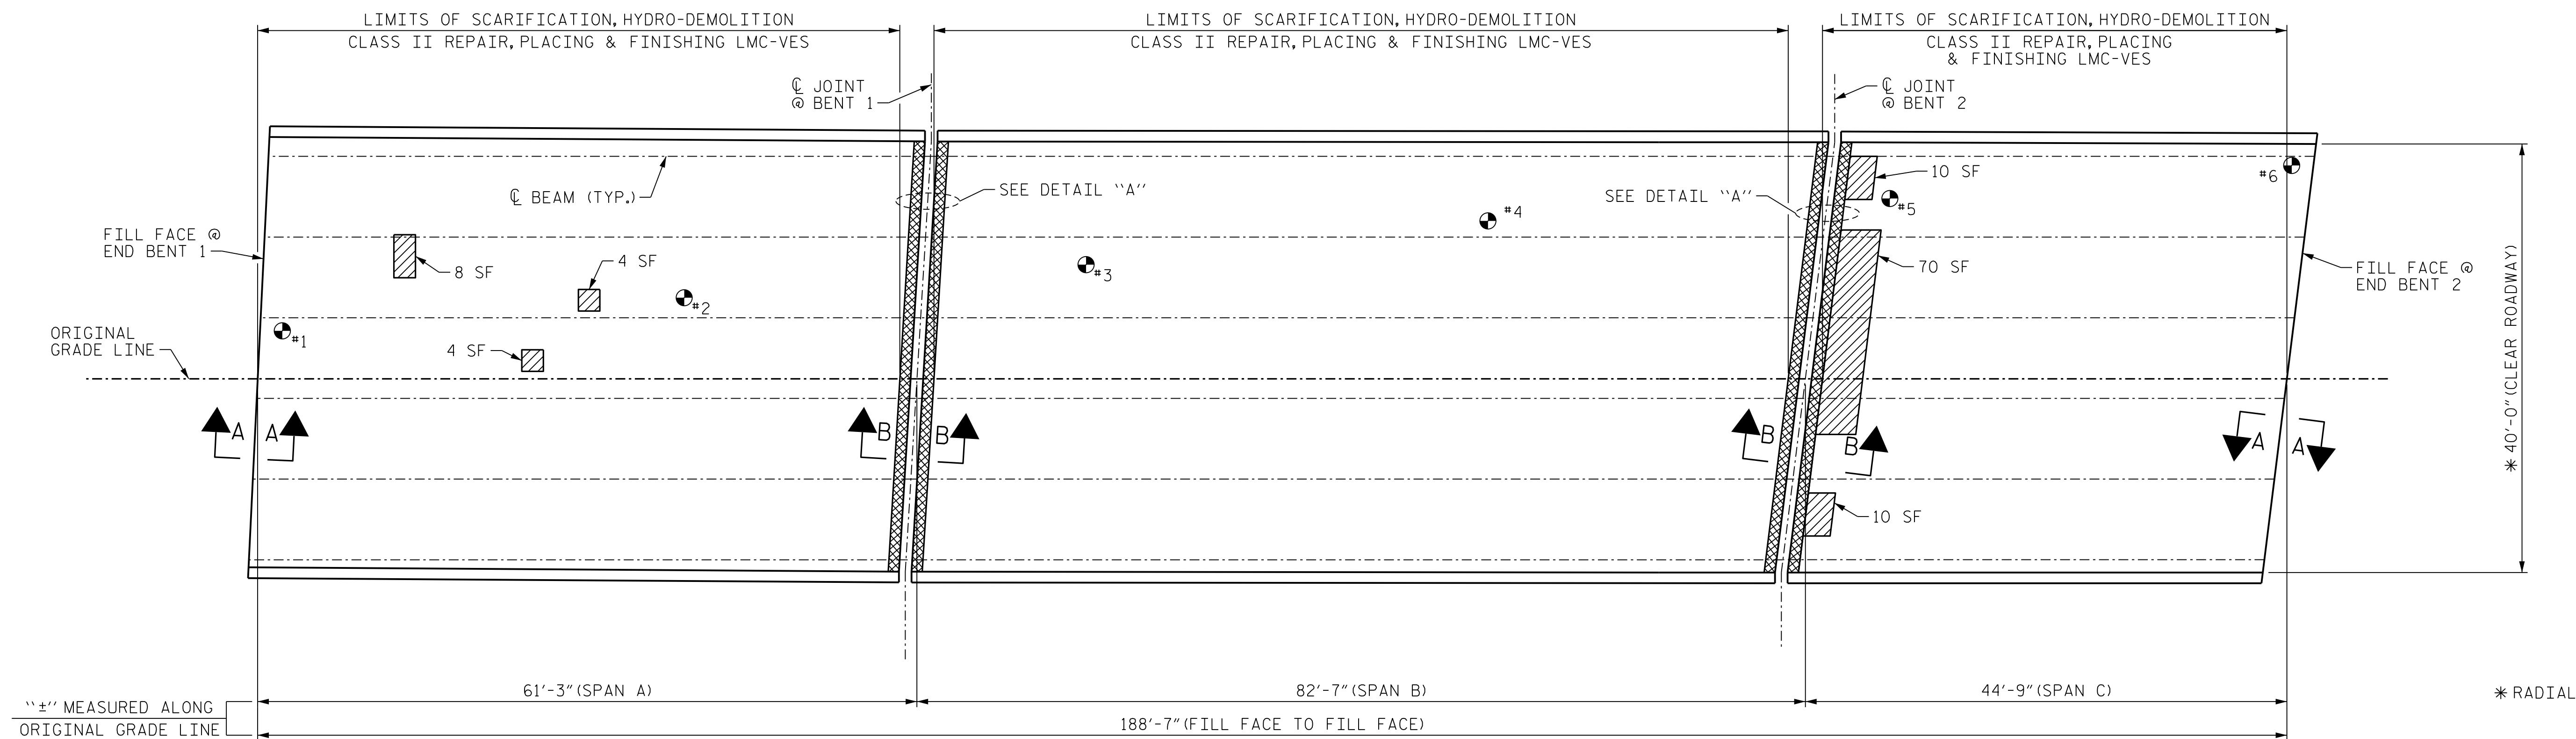 LIMITS OF SCARIFICATION, HYDRO-DEMOLITION
CLASS II REPAIR, PLACING & FINISHING LMC-VES
LIMITS OF SCARIFICATION, HYDRO-DEMOLITION
CLASS II REPAIR, PLACING & FINISHING LMC-VES
LIMITS OF SCARIFICATION, HYDRO-DEMOLITION
CLASS II REPAIR, PLACING
& FINISHING LMC-VES
℄ JOINT
@ BENT 1
℄ JOINT
@ BENT 2
℄ BEAM (TYP.)
SEE DETAIL ``A''
SEE DETAIL ``A''
10 SF
#6
#5
#4
FILL FACE @
END BENT 1
8 SF
4 SF
#3
70 SF
FILL FACE @
END BENT 2
#2
#1
ORIGINAL
GRADE LINE
4 SF
* 40'-0" (CLEAR ROADWAY)
A
A
B
B
B
B
A
A
10 SF
61'-3" (SPAN A)
82'-7" (SPAN B)
44'-9" (SPAN C)
* RADIAL
``±'' MEASURED ALONG
ORIGINAL GRADE LINE
188'-7" (FILL FACE TO FILL FACE)